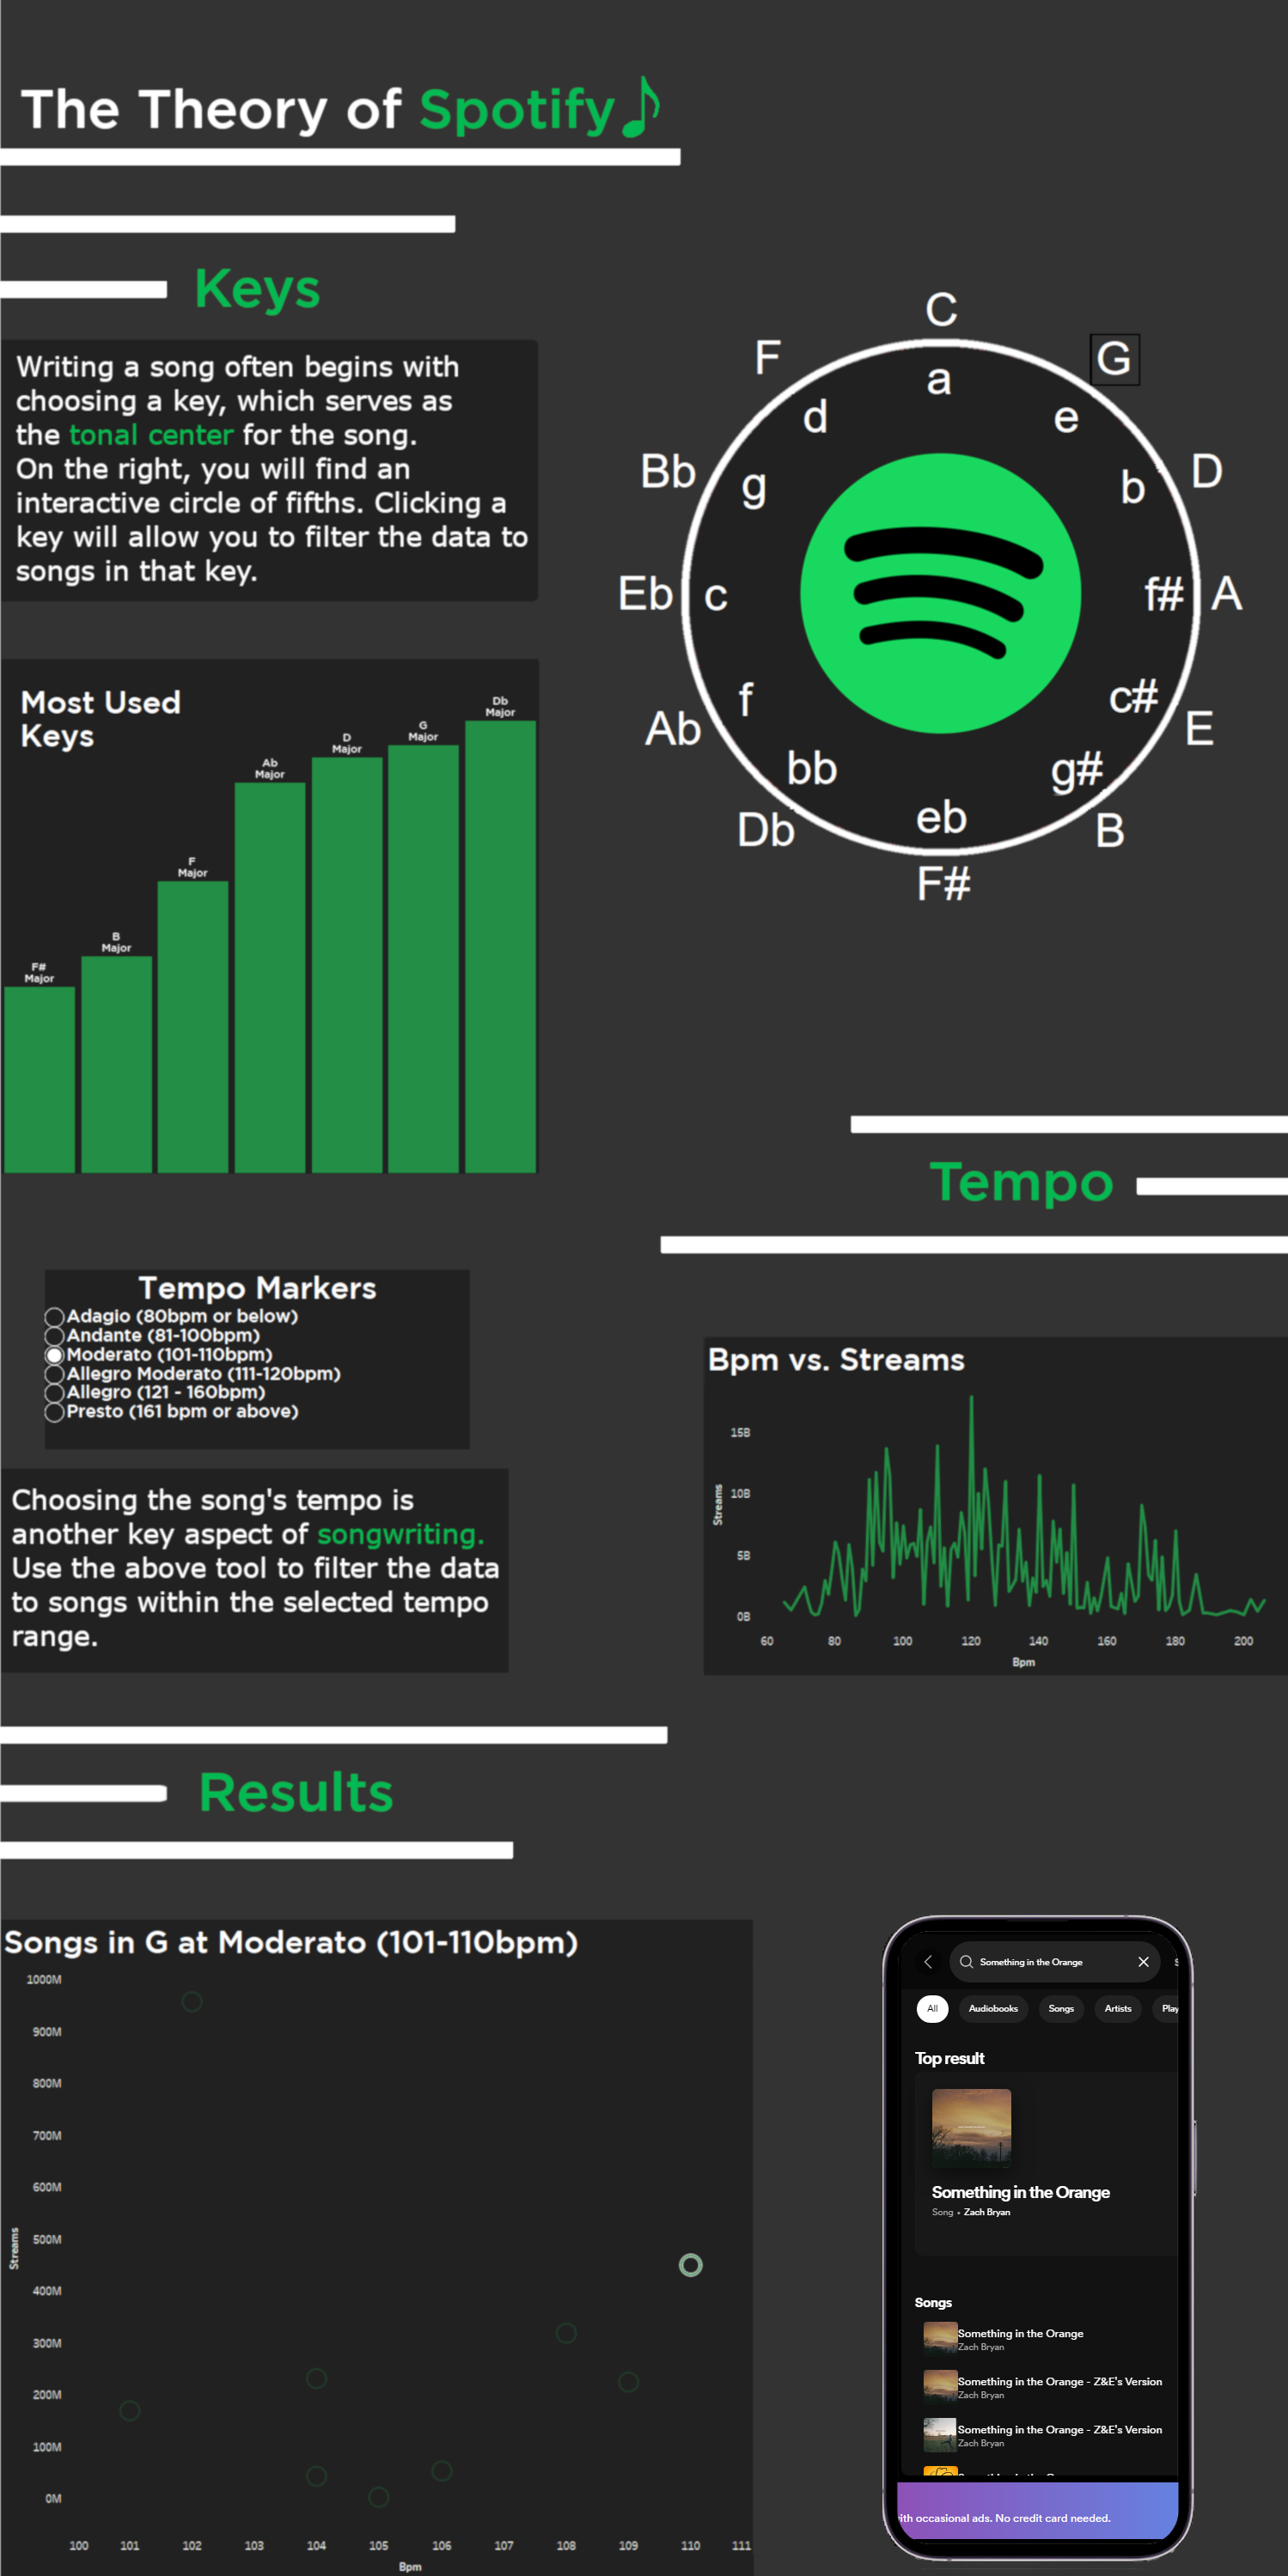 The Theory of Spotify
Keys
Writing a song often begins with
choosing a key, which serves as
the tonal center for the song.
On the right, you will find an
interactive circle of fifths. Clicking a
key will allow you to filter the data to
songs in that key.
C
G
D
A
E
B
F#
Db
Ab
Eb
Bb
F
a
e
b
f#
c#
g#
eb
bb
f
c
g
d
Most Used
Keys
F#
Major
B
Major
F
Major
Ab
Major
D
Major
G
Major
Db
Major
Tempo
Tempo Markers
Adagio (80bpm or below)
Andante (81-100bpm)
Moderato (101-110bpm)
Allegro Moderato (111-120bpm)
Allegro (121 - 160bpm)
Presto (161 bpm or above)
Choosing the song's tempo is
another key aspect of songwriting.
Use the above tool to filter the data
to songs within the selected tempo
range.
Bpm vs. Streams
Streams
15B
10B
5B
0B
60 80 100 120 140 160 180 200
Bpm
Results
Songs in G at Moderato (101-110bpm)
Streams
1000M
900M
800M
700M
600M
500M
400M
300M
200M
100M
0M
100 101 102 103 104 105 106 107 108 109 110 111
Bpm
Something in the Orange
All Audiobooks Songs Artists Play
Top result
Something in the Orange
Song • Zach Bryan
Songs
Something in the Orange
Zach Bryan
Something in the Orange - Z&E's Version
Zach Bryan
Something in the Orange - Z&E's Version
Zach Bryan
ith occasional ads. No credit card needed.